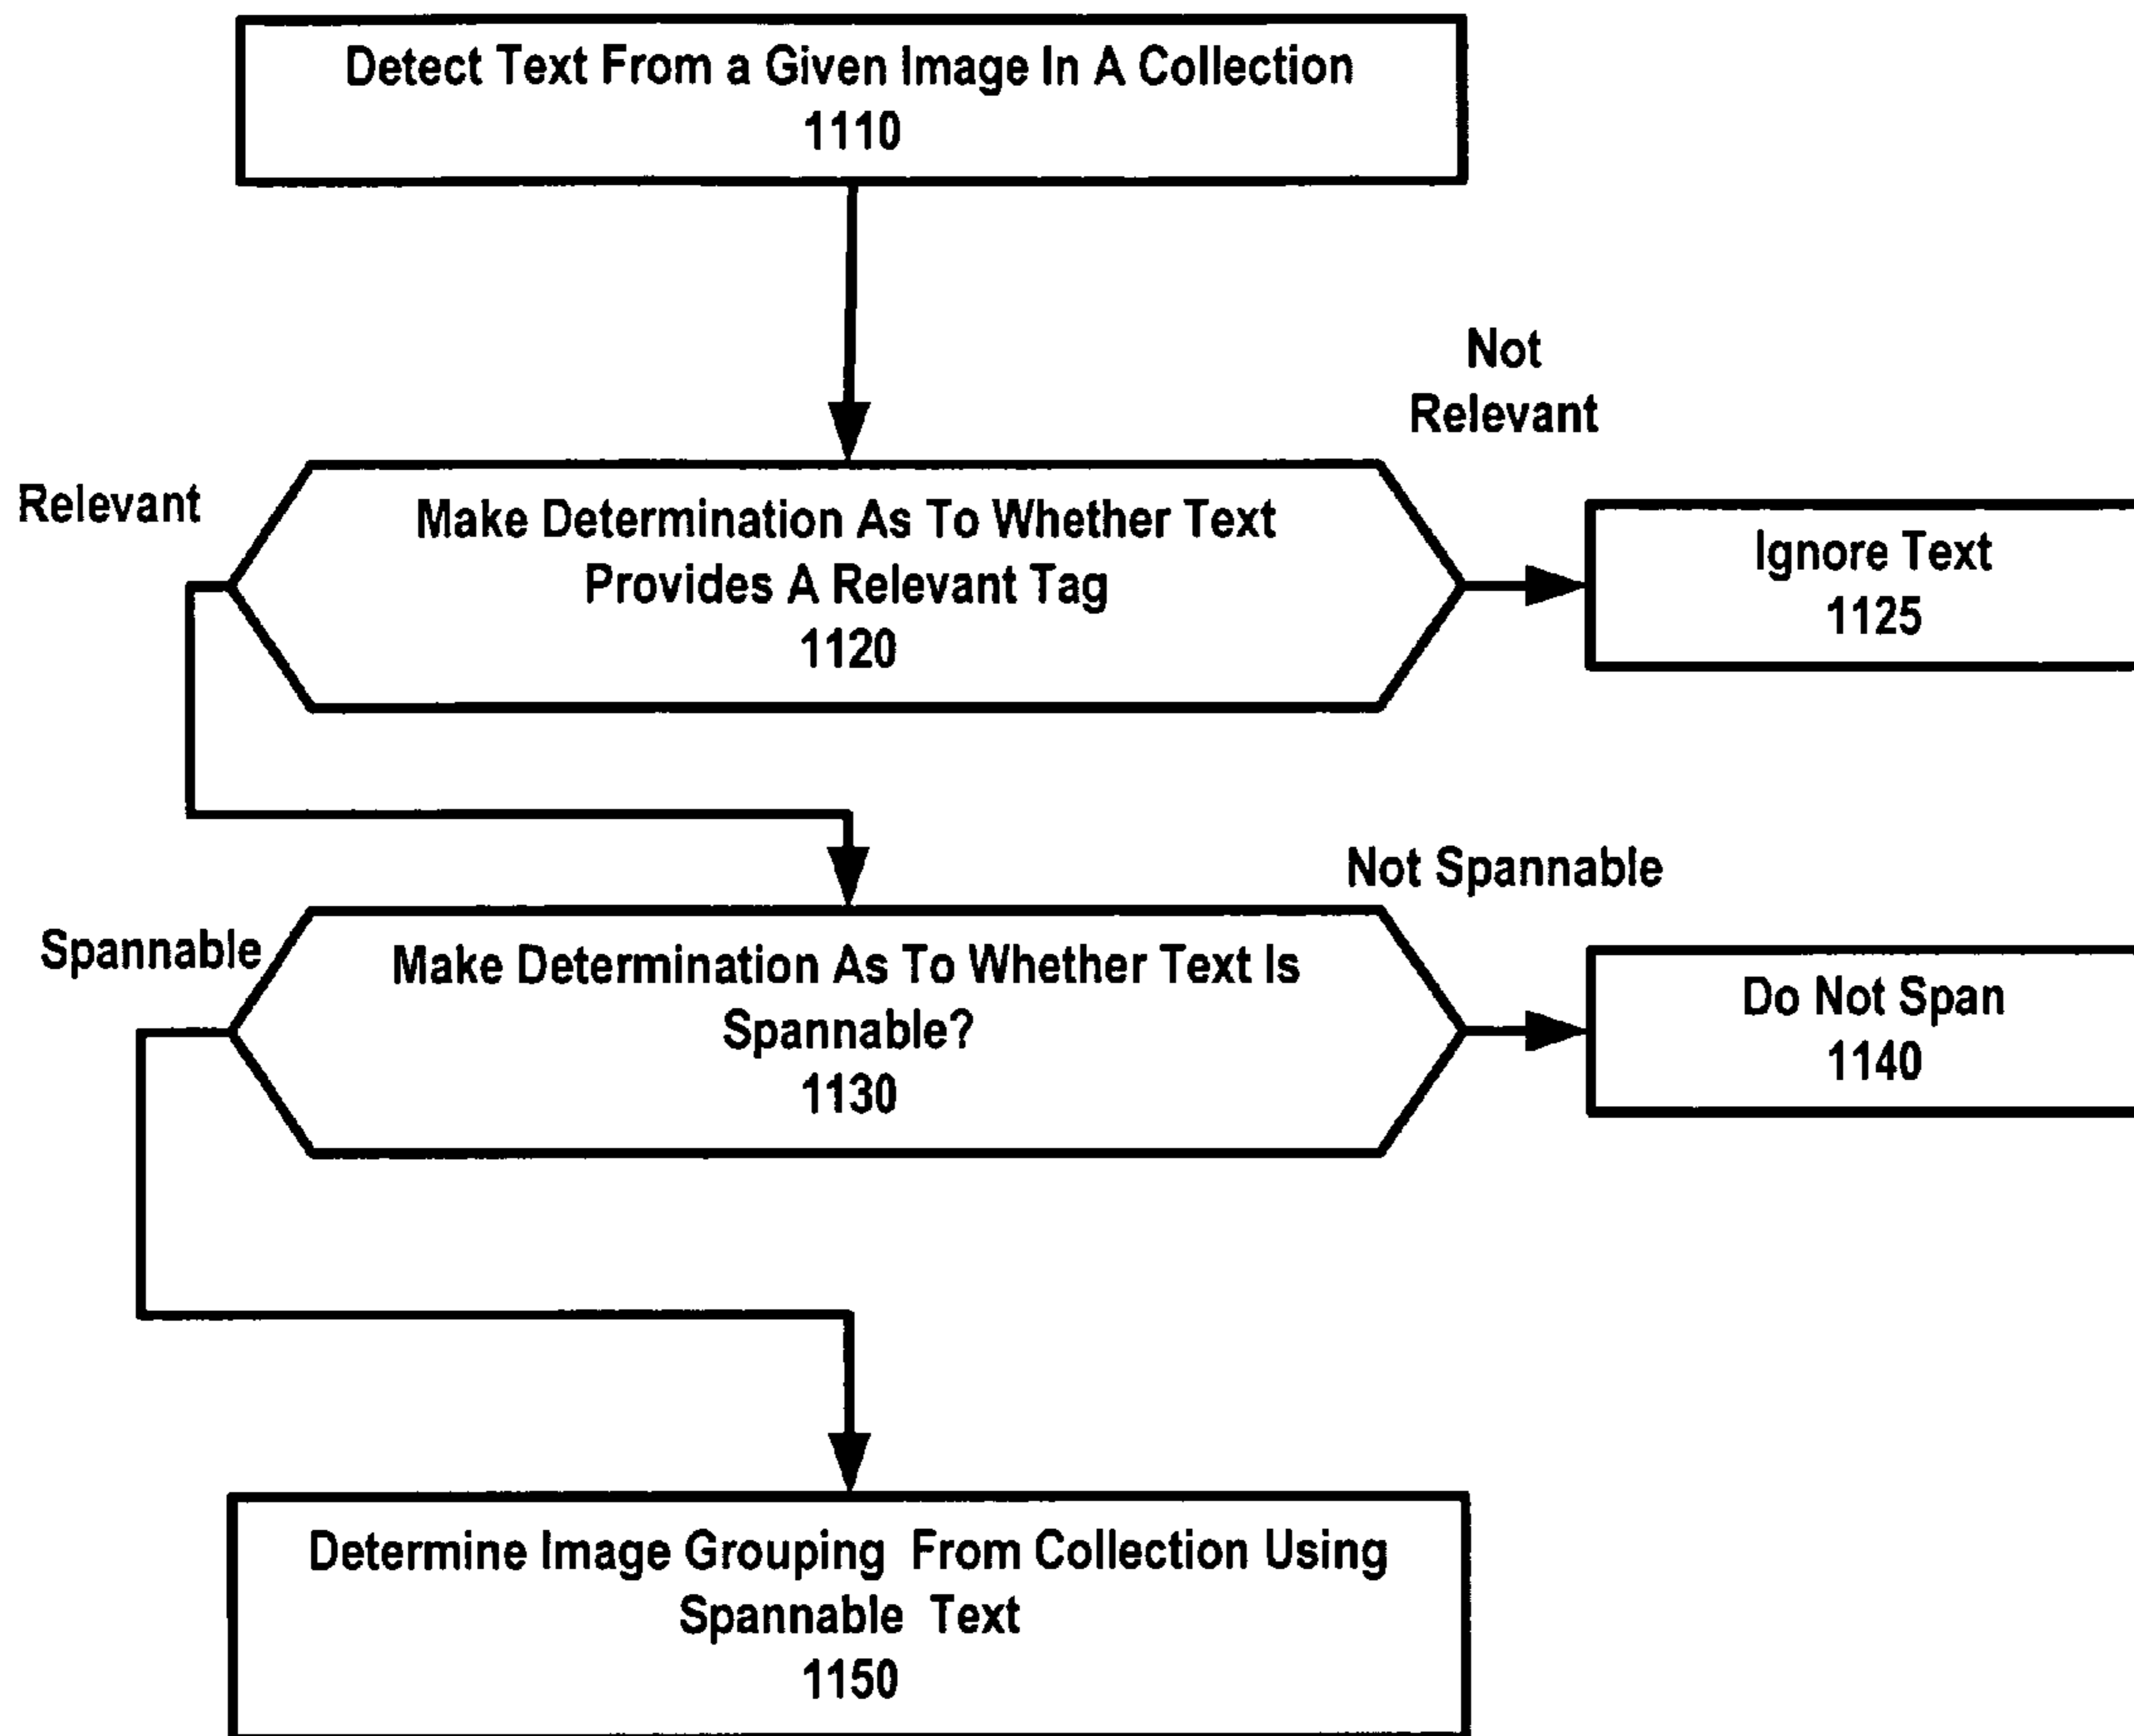 Detect Text From a Given Image In A Collection
1110
Not
Relevant
Relevant
Make Determination As To Whether Text
Provides A Relevant Tag
1120
Ignore Text
1125
Not Spannable
Spannable
Make Determination As To Whether Text Is
Spannable?
1130
Do Not Span
1140
Determine Image Grouping From Collection Using
Spannable Text
1150